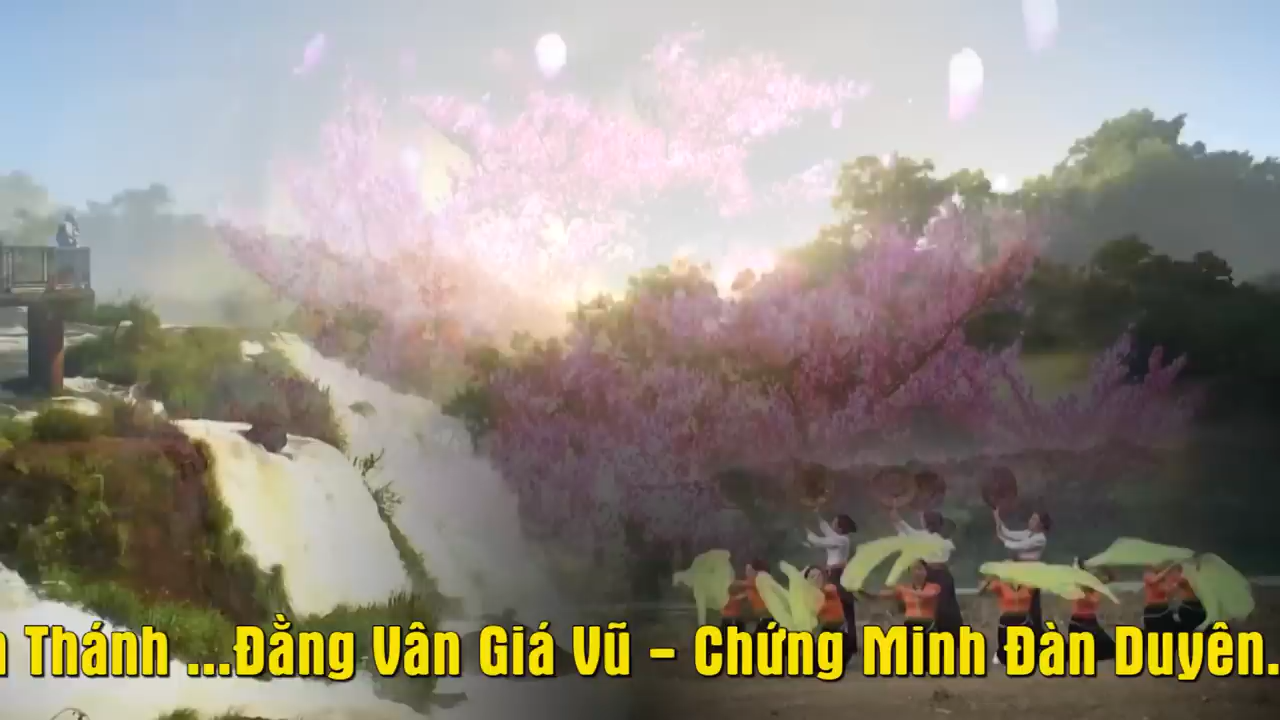 Thánh ...Đằng Vân Giá Vũ – Chứng Minh Đàn Duyên.